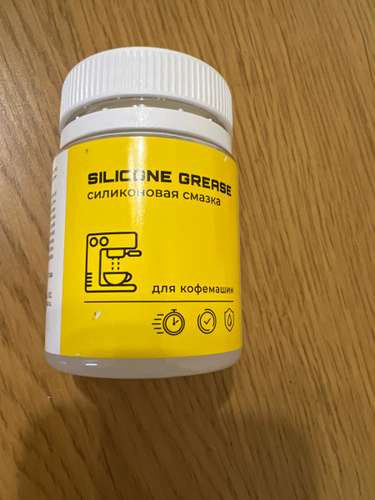 SILICONE GREASE
силиконовая смазка
для кофемашин